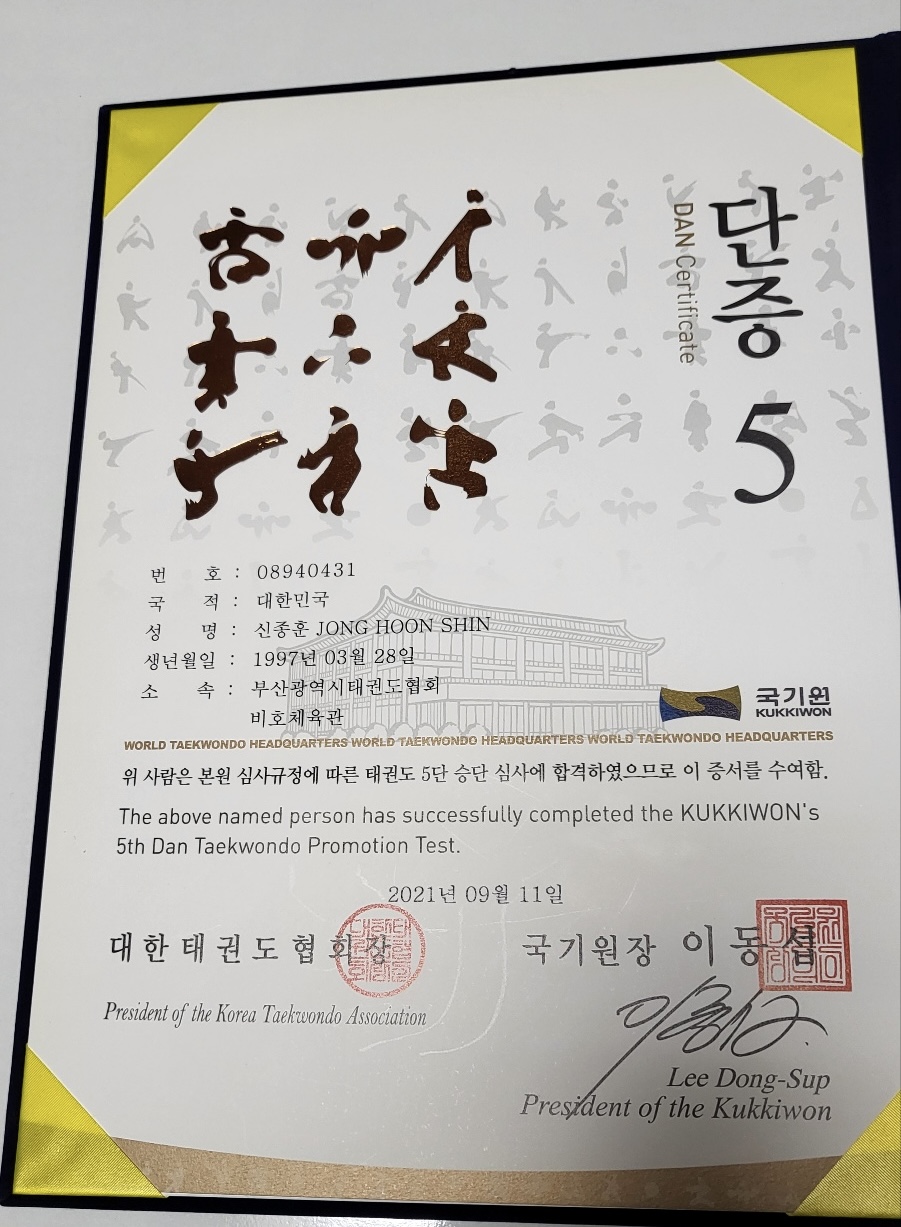 단증
DAN Certificate
5
번 호 : 08940431
국 적 : 대한민국
성 명 : 신종훈 JONG HOON SHIN
생년월일 : 1997년 03월 28일
소 속 : 부산광역시태권도협회
비호체육관
국기원
KUKKIWON
WORLD TAEKWONDO HEADQUARTERS WORLD TAEKWONDO HEADQUARTERS WORLD TAEKWONDO HEADQUARTERS
위 사람은 본원 심사규정에 따른 태권도 5단 승단 심사에 합격하였으므로 이 증서를 수여함.
The above named person has successfully completed the KUKKIWON's
5th Dan Taekwondo Promotion Test.
2021년 09월 11일
대한태권도협회장
국기원장 이동섭
President of the Korea Taekwondo Association
Lee Dong-Sup
President of the Kukkiwon